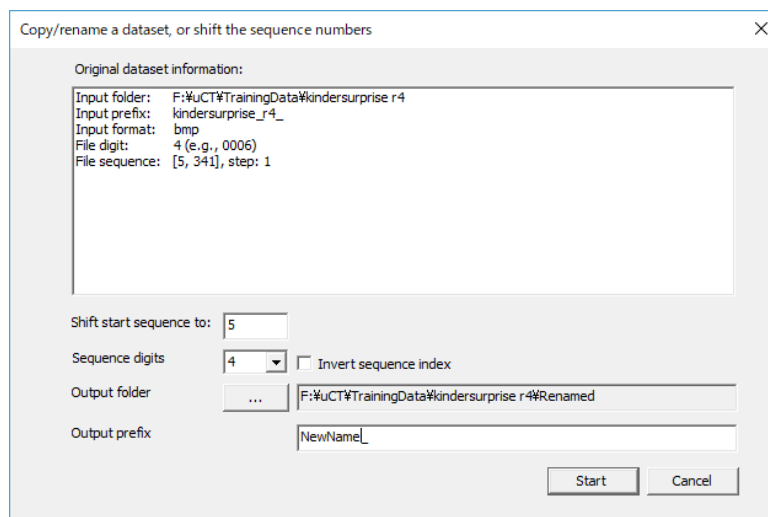 Copy/rename a dataset, or shift the sequence numbers
Original dataset information:
Input folder: F:¥uCT¥TrainingData¥kindersurprise r4
Input prefix: kindersurprise_r4_
Input format: bmp
File digit: 4 (e.g., 0006)
File sequence: [5, 341], step: 1
Shift start sequence to: 5
Sequence digits 4 Invert sequence index
Output folder ... F:¥uCT¥TrainingData¥kindersurprise r4¥Renamed
Output prefix NewName_
Start Cancel